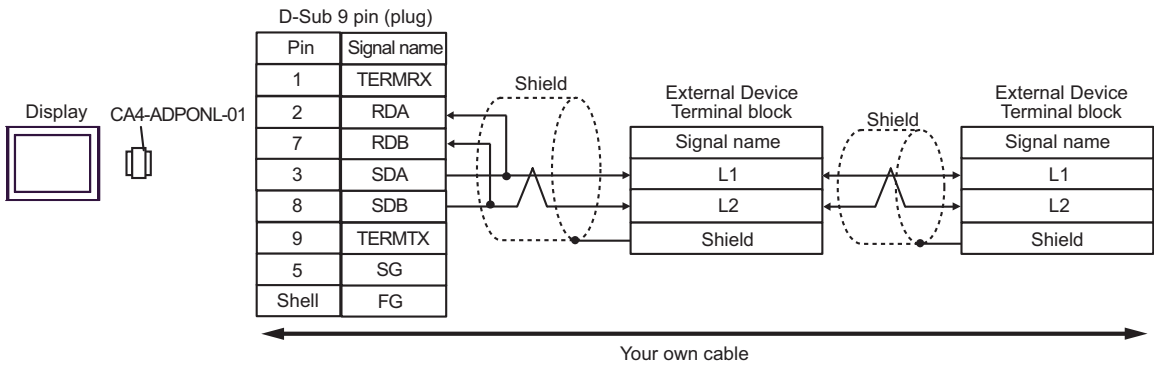 D-Sub 9 pin (plug)
Pin Signal name
1 TERMRX
2 RDA
7 RDB
3 SDA
8 SDB
9 TERMTX
5 SG
Shell FG
Display
CA4-ADPONL-01
Shield
External Device
Terminal block
Signal name
L1
L2
Shield
Shield
External Device
Terminal block
Signal name
L1
L2
Shield
Your own cable